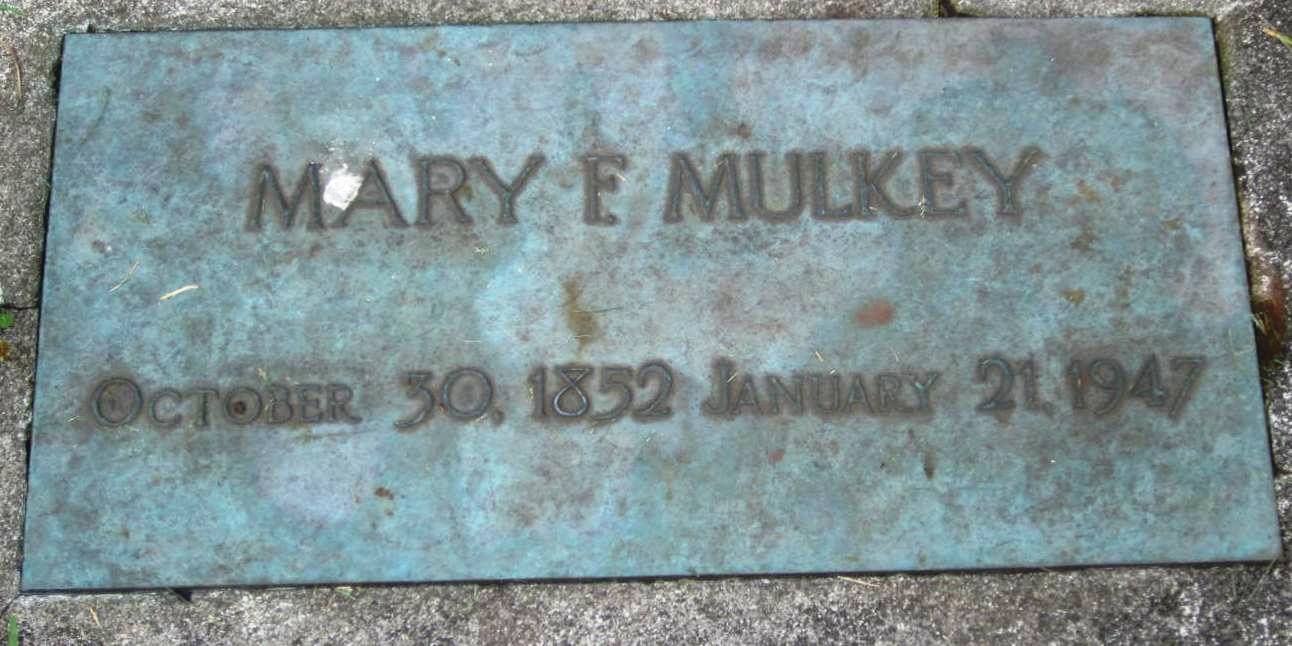 MARY F. MULKEY
OCTOBER 30, 1852 JANUARY 21, 1947